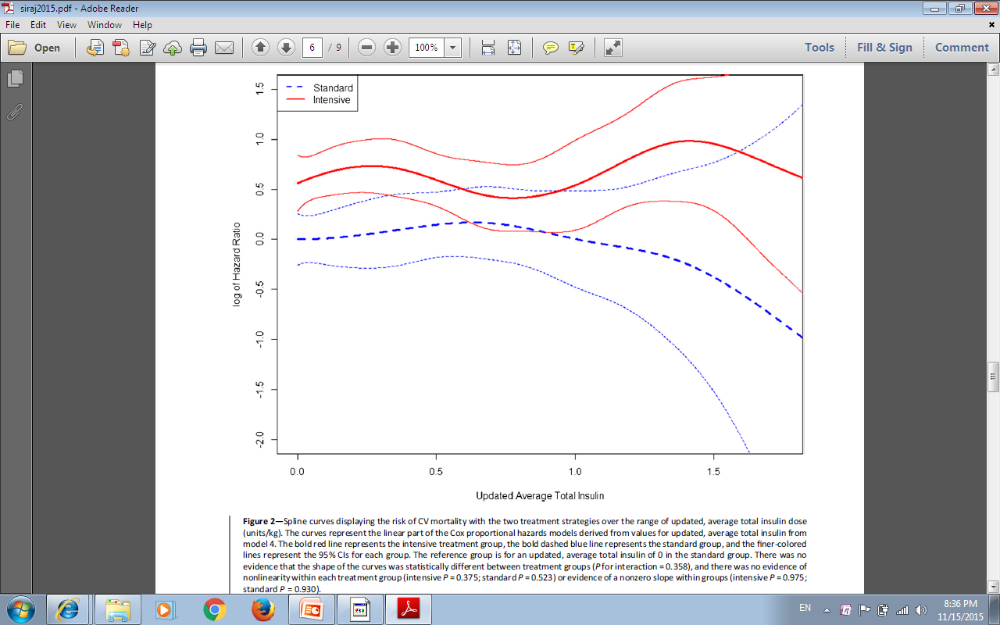 siraj2015.pdf - Adobe Reader
File Edit View Window Help
Open 6 / 9 100% Tools Fill & Sign Comment
Standard
Intensive
1.5
1.0
0.5
0.0
-0.5
-1.0
-1.5
-2.0
log of Hazard Ratio
0.0 0.5 1.0 1.5
Updated Average Total Insulin
Figure 2—Spline curves displaying the risk of CV mortality with the two treatment strategies over the range of updated, average total insulin dose
(units/kg). The curves represent the linear part of the Cox proportional hazards models derived from values for updated, average total insulin from
model 4. The bold red line represents the intensive treatment group, the bold dashed blue line represents the standard group, and the finer-colored
lines represent the 95% CIs for each group. The reference group is for an updated, average total insulin of 0 in the standard group. There was no
evidence that the shape of the curves was statistically different between treatment groups (P for interaction = 0.358), and there was no evidence of
nonlinearity within each treatment group (intensive P = 0.375; standard P = 0.523) or evidence of a nonzero slope within groups (intensive P = 0.975;
standard P = 0.930).
EN
8:36 PM
11/15/2015